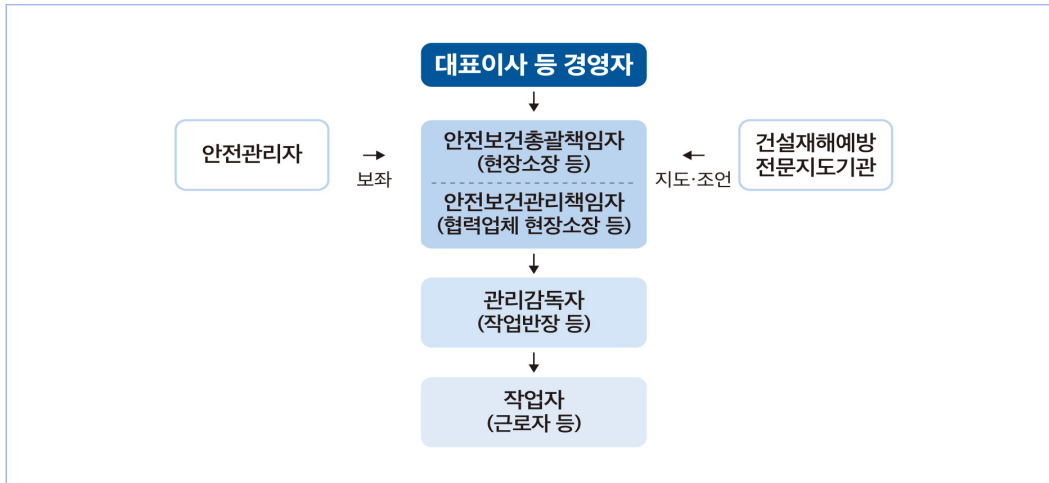 대표이사 등 경영자
안전관리자
보좌
안전보건총괄책임자
(현장소장 등)
안전보건관리책임자
(협력업체 현장소장 등)
건설재해예방
전문지도기관
지도·조언
관리감독자
(작업반장 등)
작업자
(근로자 등)